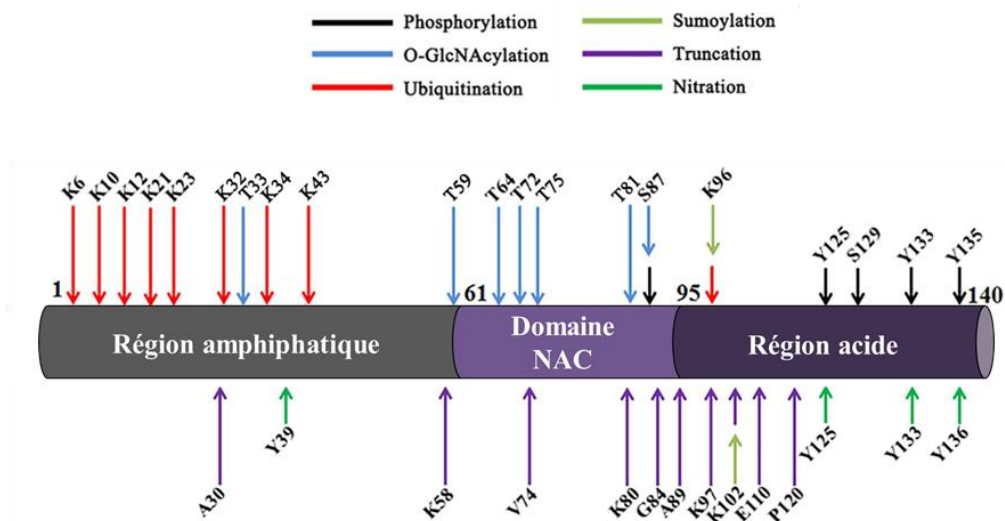 Phosphorylation
O-GlcNAcylation
Ubiquitination
Sumoylation
Truncation
Nitration
K6
K10
K12
K21
K23
K32
T33
K34
K43
T59
T64
T72
T75
T81
S87
K96
Y125
S129
Y133
Y135
1
61
95
140
Région amphiphatique
Domaine
NAC
Région acide
A30
Y39
K58
V74
K80
G84
A89
K97
K102
E110
P120
Y125
Y133
Y136